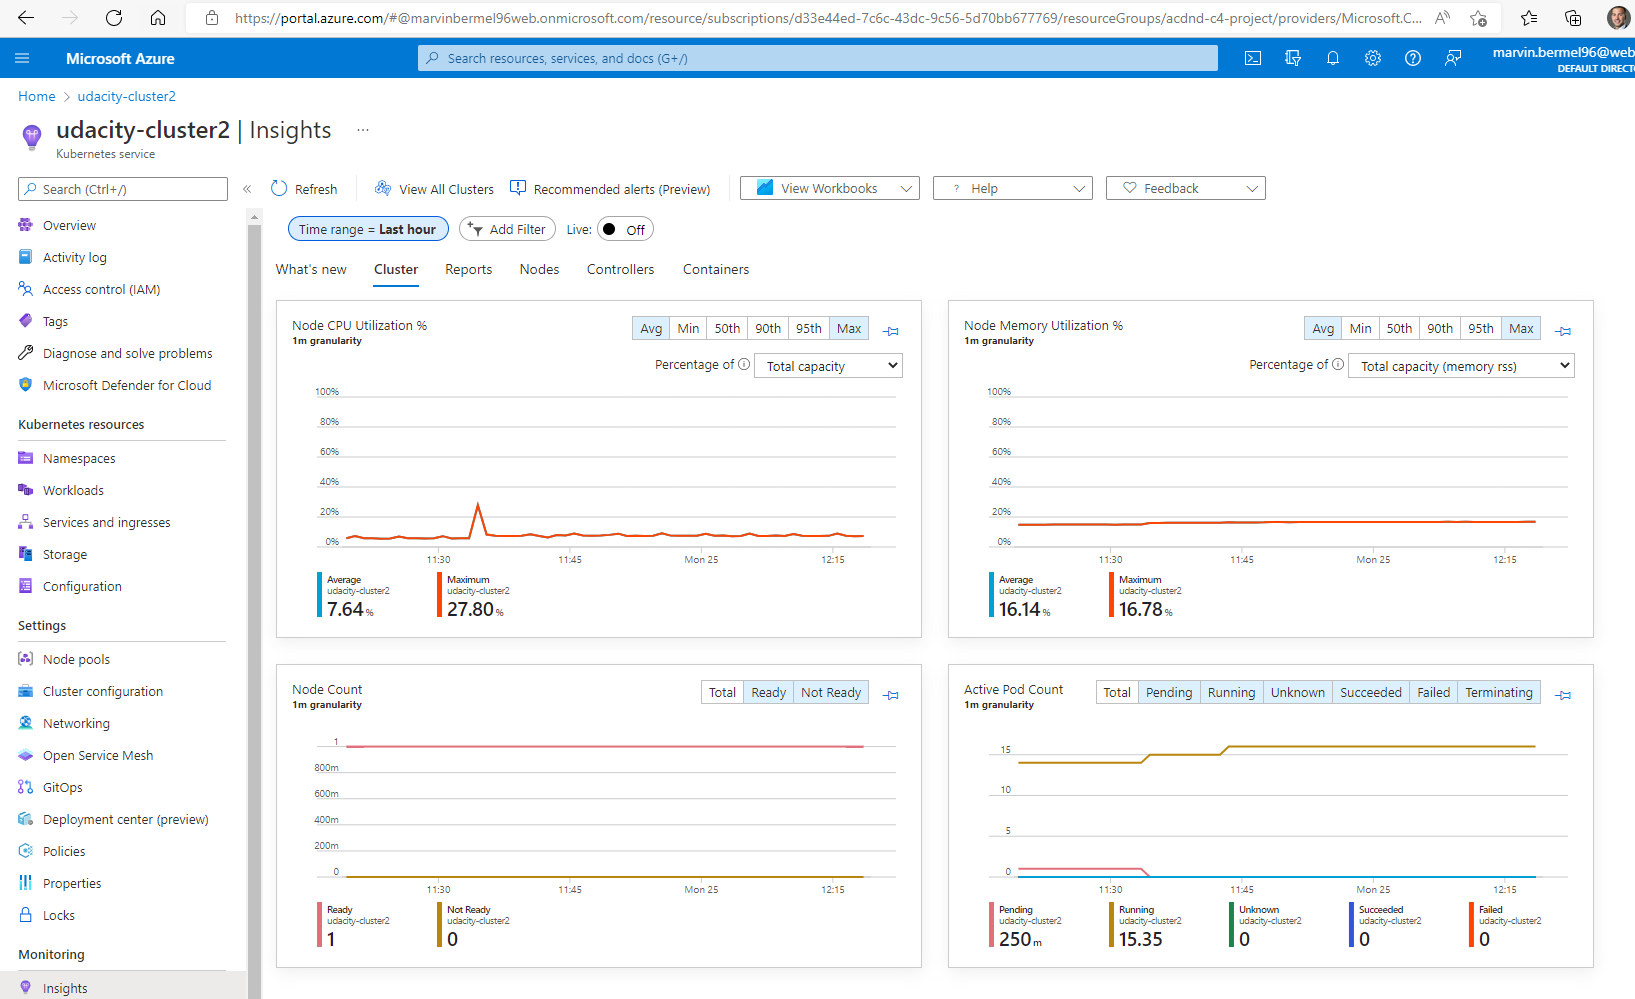 https://portal.azure.com/#@marvinbermel96web.onmicrosoft.com/resource/subscriptions/d33e44ed-7c6c-43dc-9c56-5d70bb677769/resourceGroups/acdnd-c4-project/providers/Microsoft.C...
Microsoft Azure
Search resources, services, and docs (G+/)
marvin.bermel96@web
DEFAULT DIRECTO
Home > udacity-cluster2
udacity-cluster2 | Insights ...
Kubernetes service
Search (Ctrl+/)
«
Refresh
View All Clusters
Recommended alerts (Preview)
View Workbooks
? Help
Feedback
Time range = Last hour
Add Filter
Live: Off
What's new
Cluster
Reports
Nodes
Controllers
Containers
Overview
Activity log
Access control (IAM)
Tags
Diagnose and solve problems
Microsoft Defender for Cloud
Kubernetes resources
Namespaces
Workloads
Services and ingresses
Storage
Configuration
Settings
Node pools
Cluster configuration
Networking
Open Service Mesh
GitOps
Deployment center (preview)
Policies
Properties
Locks
Monitoring
Insights
Node CPU Utilization %
1m granularity
Avg Min 50th 90th 95th Max
Percentage of Total capacity
100%
80%
60%
40%
20%
0%
11:30 11:45 Mon 25 12:15
Average
udacity-cluster2
7.64 %
Maximum
udacity-cluster2
27.80 %
Node Memory Utilization %
1m granularity
Avg Min 50th 90th 95th Max
Percentage of Total capacity (memory rss)
100%
80%
60%
40%
20%
0%
11:30 11:45 Mon 25 12:15
Average
udacity-cluster2
16.14 %
Maximum
udacity-cluster2
16.78 %
Node Count
1m granularity
Total Ready Not Ready
1
800m
600m
400m
200m
0
11:30 11:45 Mon 25 12:15
Ready
udacity-cluster2
1
Not Ready
udacity-cluster2
0
Active Pod Count
1m granularity
Total Pending Running Unknown Succeeded Failed Terminating
15
10
5
0
11:30 11:45 Mon 25 12:15
Pending
udacity-cluster2
250 m
Running
udacity-cluster2
15.35
Unknown
udacity-cluster2
0
Succeeded
udacity-cluster2
0
Failed
udacity-cluster2
0